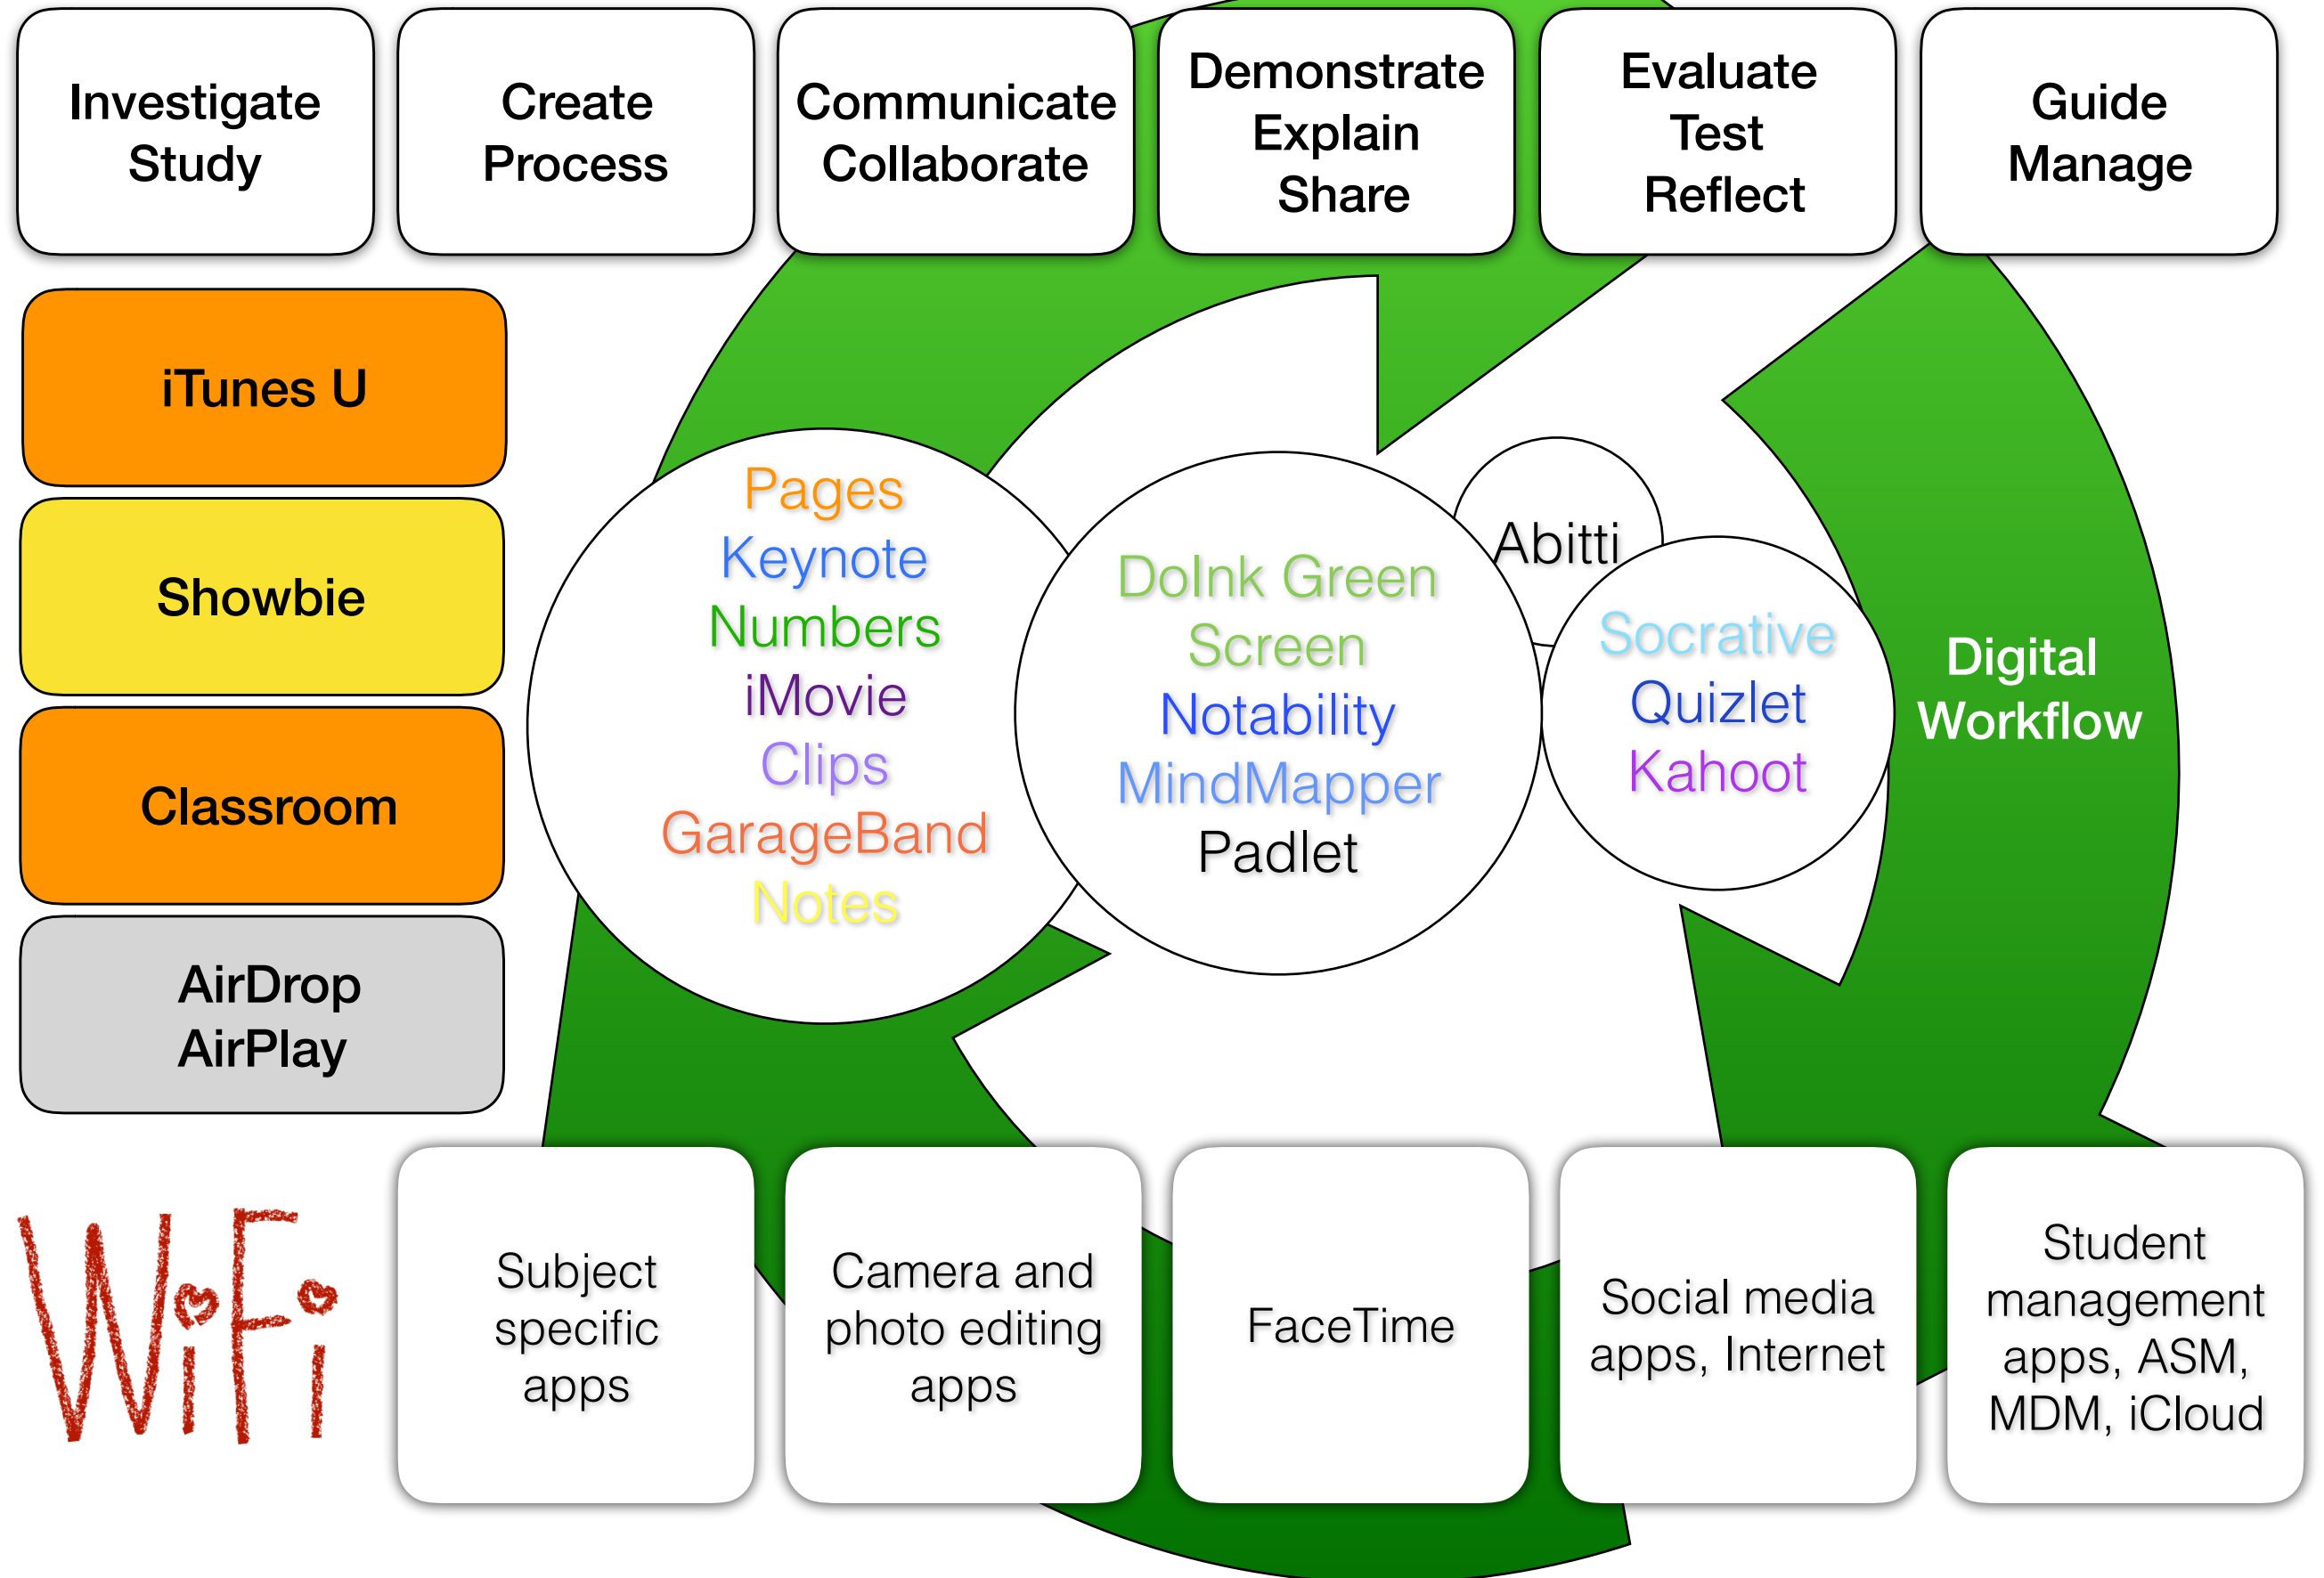 Investigate
Study
Create
Process
Communicate
Collaborate
Demonstrate
Explain
Share
Evaluate
Test
Reflect
Guide
Manage
iTunes U
Showbie
Classroom
AirDrop
AirPlay
Pages
Keynote
Numbers
iMovie
Clips
GarageBand
Notes
DoInk Green
Screen
Notability
MindMapper
Padlet
Abitti
Socrative
Quizlet
Kahoot
Digital
Workflow
WiFi
Subject
specific
apps
Camera and
photo editing
apps
FaceTime
Social media
apps, Internet
Student
management
apps, ASM,
MDM, iCloud